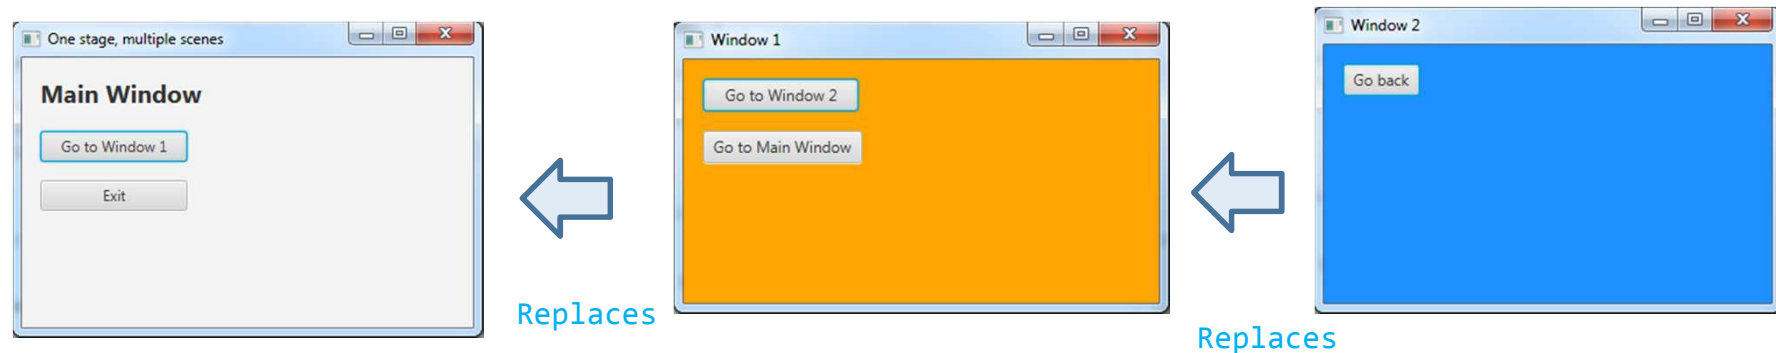 One stage, multiple scenes
Main Window
Go to Window 1
Exit
Replaces
Window 1
Go to Window 2
Go to Main Window
Replaces
Window 2
Go back